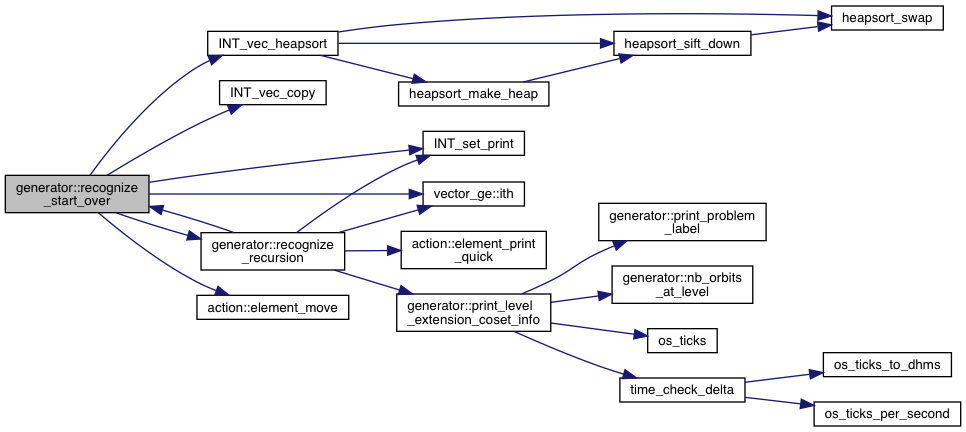 heapsort_swap
INT_vec_heapsort
heapsort_sift_down
INT_vec_copy
heapsort_make_heap
INT_set_print
generator::recognize
_start_over
vector_ge::ith
generator::print_problem
_label
generator::recognize
_recursion
action::element_print
_quick
generator::nb_orbits
_at_level
action::element_move
generator::print_level
_extension_coset_info
os_ticks
time_check_delta
os_ticks_to_dhms
os_ticks_per_second